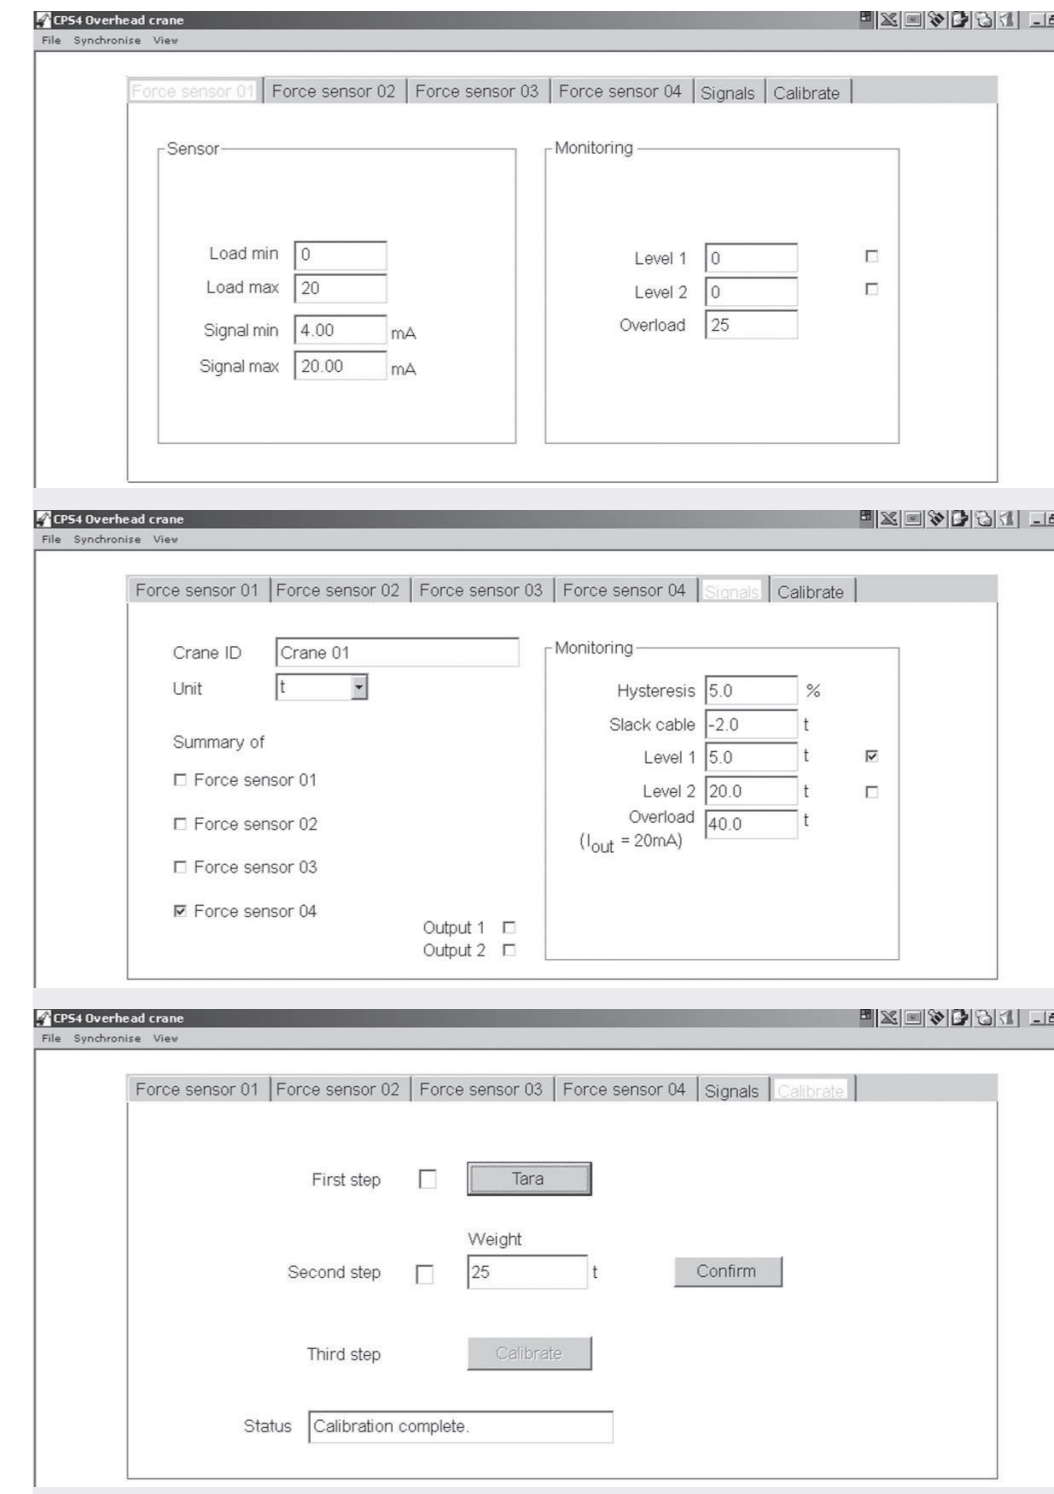 CPS4 Overhead crane
File Synchronise View
Force sensor 01 Force sensor 02 Force sensor 03 Force sensor 04 Signals Calibrate
Sensor
Load min 0
Load max 20
Signal min 4.00 mA
Signal max 20.00 mA
Monitoring
Level 1 0
Level 2 0
Overload 25
CPS4 Overhead crane
File Synchronise View
Force sensor 01 Force sensor 02 Force sensor 03 Force sensor 04 Signals Calibrate
Crane ID Crane 01
Unit t
Summary of
Force sensor 01
Force sensor 02
Force sensor 03
Force sensor 04
Output 1
Output 2
Monitoring
Hysteresis 5.0 %
Slack cable -2.0 t
Level 1 5.0 t
Level 2 20.0 t
Overload 40.0 t
(Iout = 20mA)
CPS4 Overhead crane
File Synchronise View
Force sensor 01 Force sensor 02 Force sensor 03 Force sensor 04 Signals Calibrate
First step Tara
Weight
Second step 25 t Confirm
Third step Calibrate
Status Calibration complete.